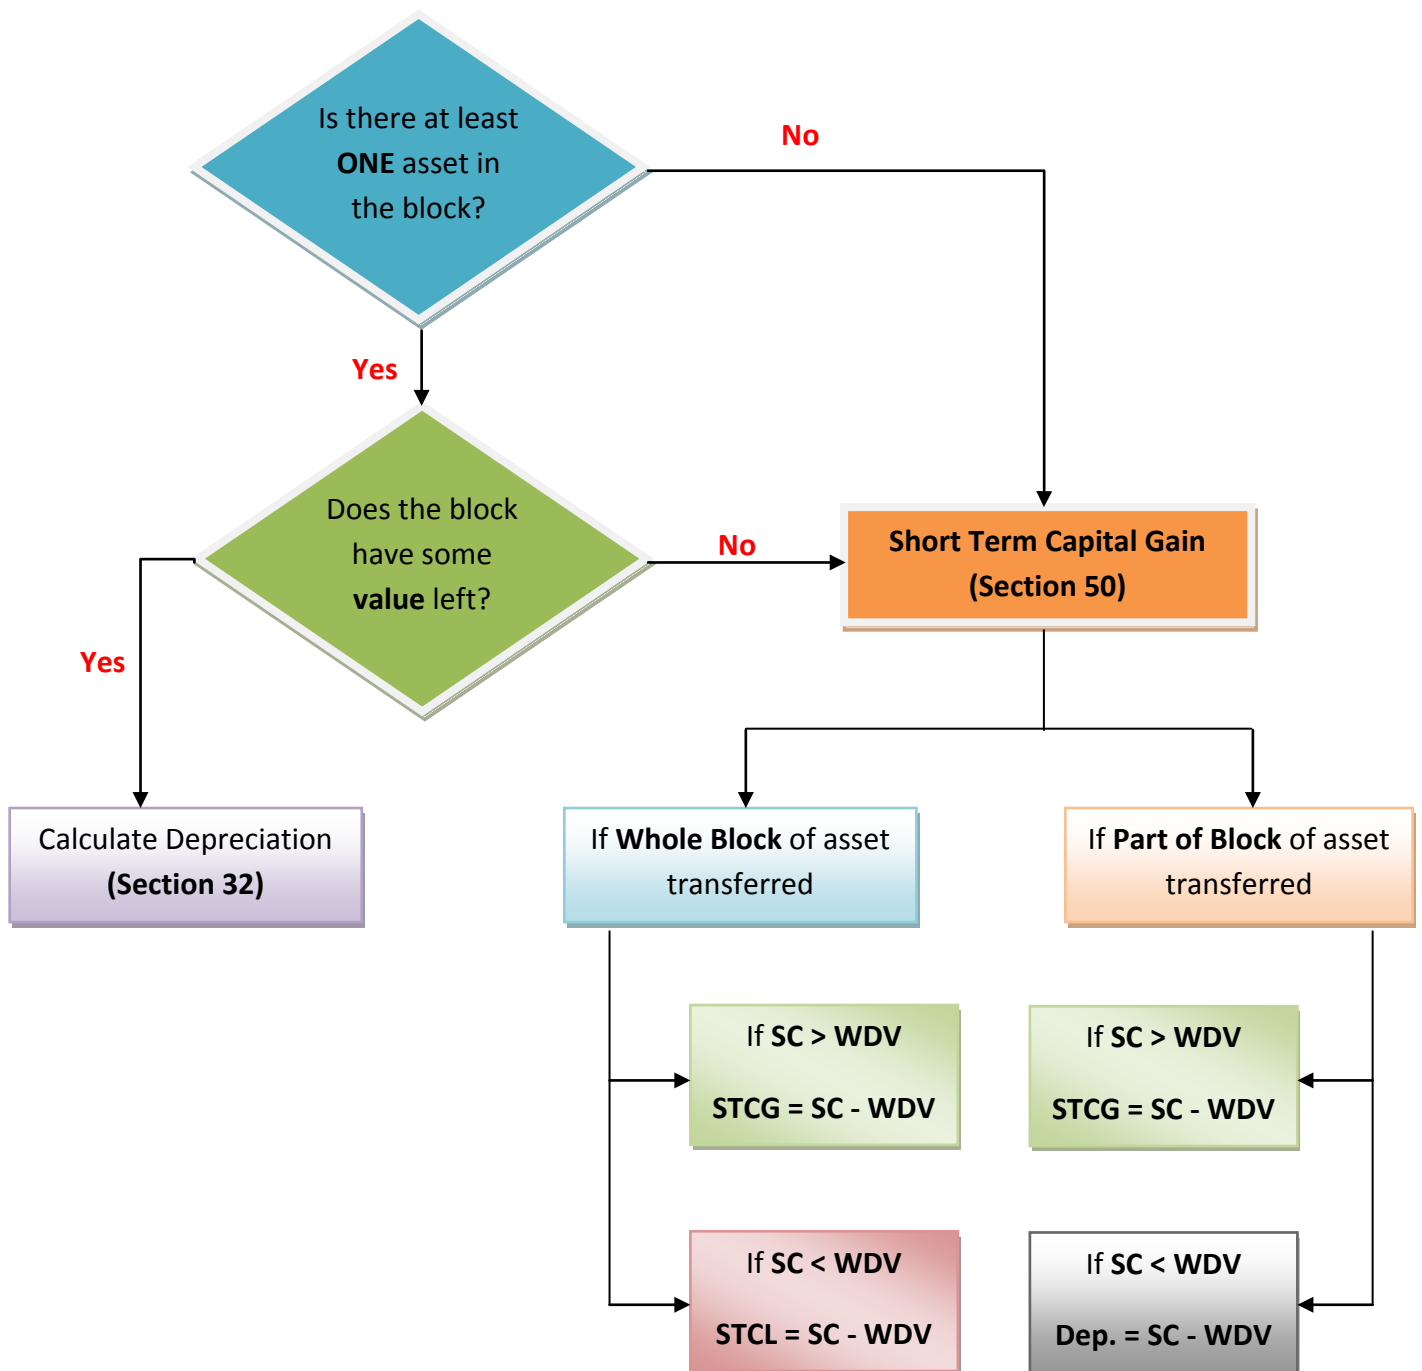 Is there at least
ONE asset in
the block?
No
Yes
Does the block
have some
value left?
No
Yes
Short Term Capital Gain
(Section 50)
Calculate Depreciation
(Section 32)
If Whole Block of asset
transferred
If Part of Block of asset
transferred
If SC > WDV
STCG = SC - WDV
If SC > WDV
STCG = SC - WDV
If SC < WDV
STCL = SC - WDV
If SC < WDV
Dep. = SC - WDV